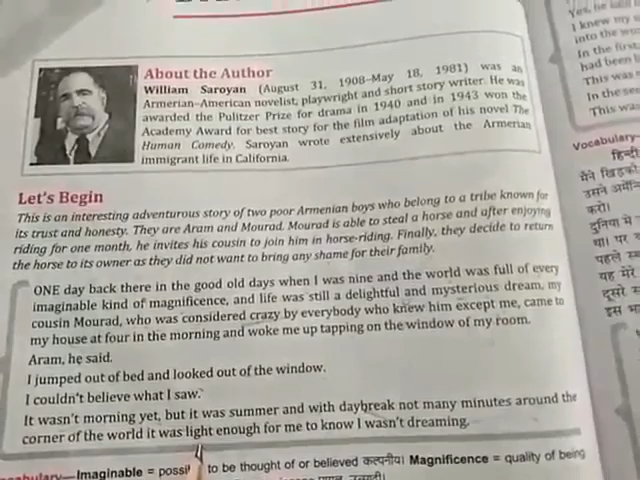 About the Author
William Saroyan (August 31, 1908–May 18, 1981) was an
Armerian-American novelist, playwright and short story writer. He was
awarded the Pulitzer Prize for drama in 1940 and in 1943 won the
Academy Award for best story for the film adaptation of his novel The
Human Comedy. Saroyan wrote extensively about the Armerian
immigrant life in California.
Let's Begin
This is an interesting adventurous story of two poor Armenian boys who belong to a tribe known for
its trust and honesty. They are Aram and Mourad. Mourad is able to steal a horse and after enjoying
riding for one month, he invites his cousin to join him in horse-riding. Finally, they decide to return
the horse to its owner as they did not want to bring any shame for their family.
ONE day back there in the good old days when I was nine and the world was full of every
imaginable kind of magnificence, and life was still a delightful and mysterious dream, my
cousin Mourad, who was considered crazy by everybody who knew him except me, came to
my house at four in the morning and woke me up tapping on the window of my room.
Aram, he said.
I jumped out of bed and looked out of the window.
I couldn't believe what I saw.
It wasn't morning yet, but it was summer and with daybreak not many minutes around the
corner of the world it was light enough for me to know I wasn't dreaming.
Imaginable = to be thought of or believed कल्पनीय। Magnificence = quality of being
Yes, he said
I knew my
into the
In the first
had been
This was
In the
This was
Vocabulary–
हिन्दी
मैंने खिड़की
उसने
करो।
दुनिया में
था। पर
पहले
यह मेरे
दूसरे
इस